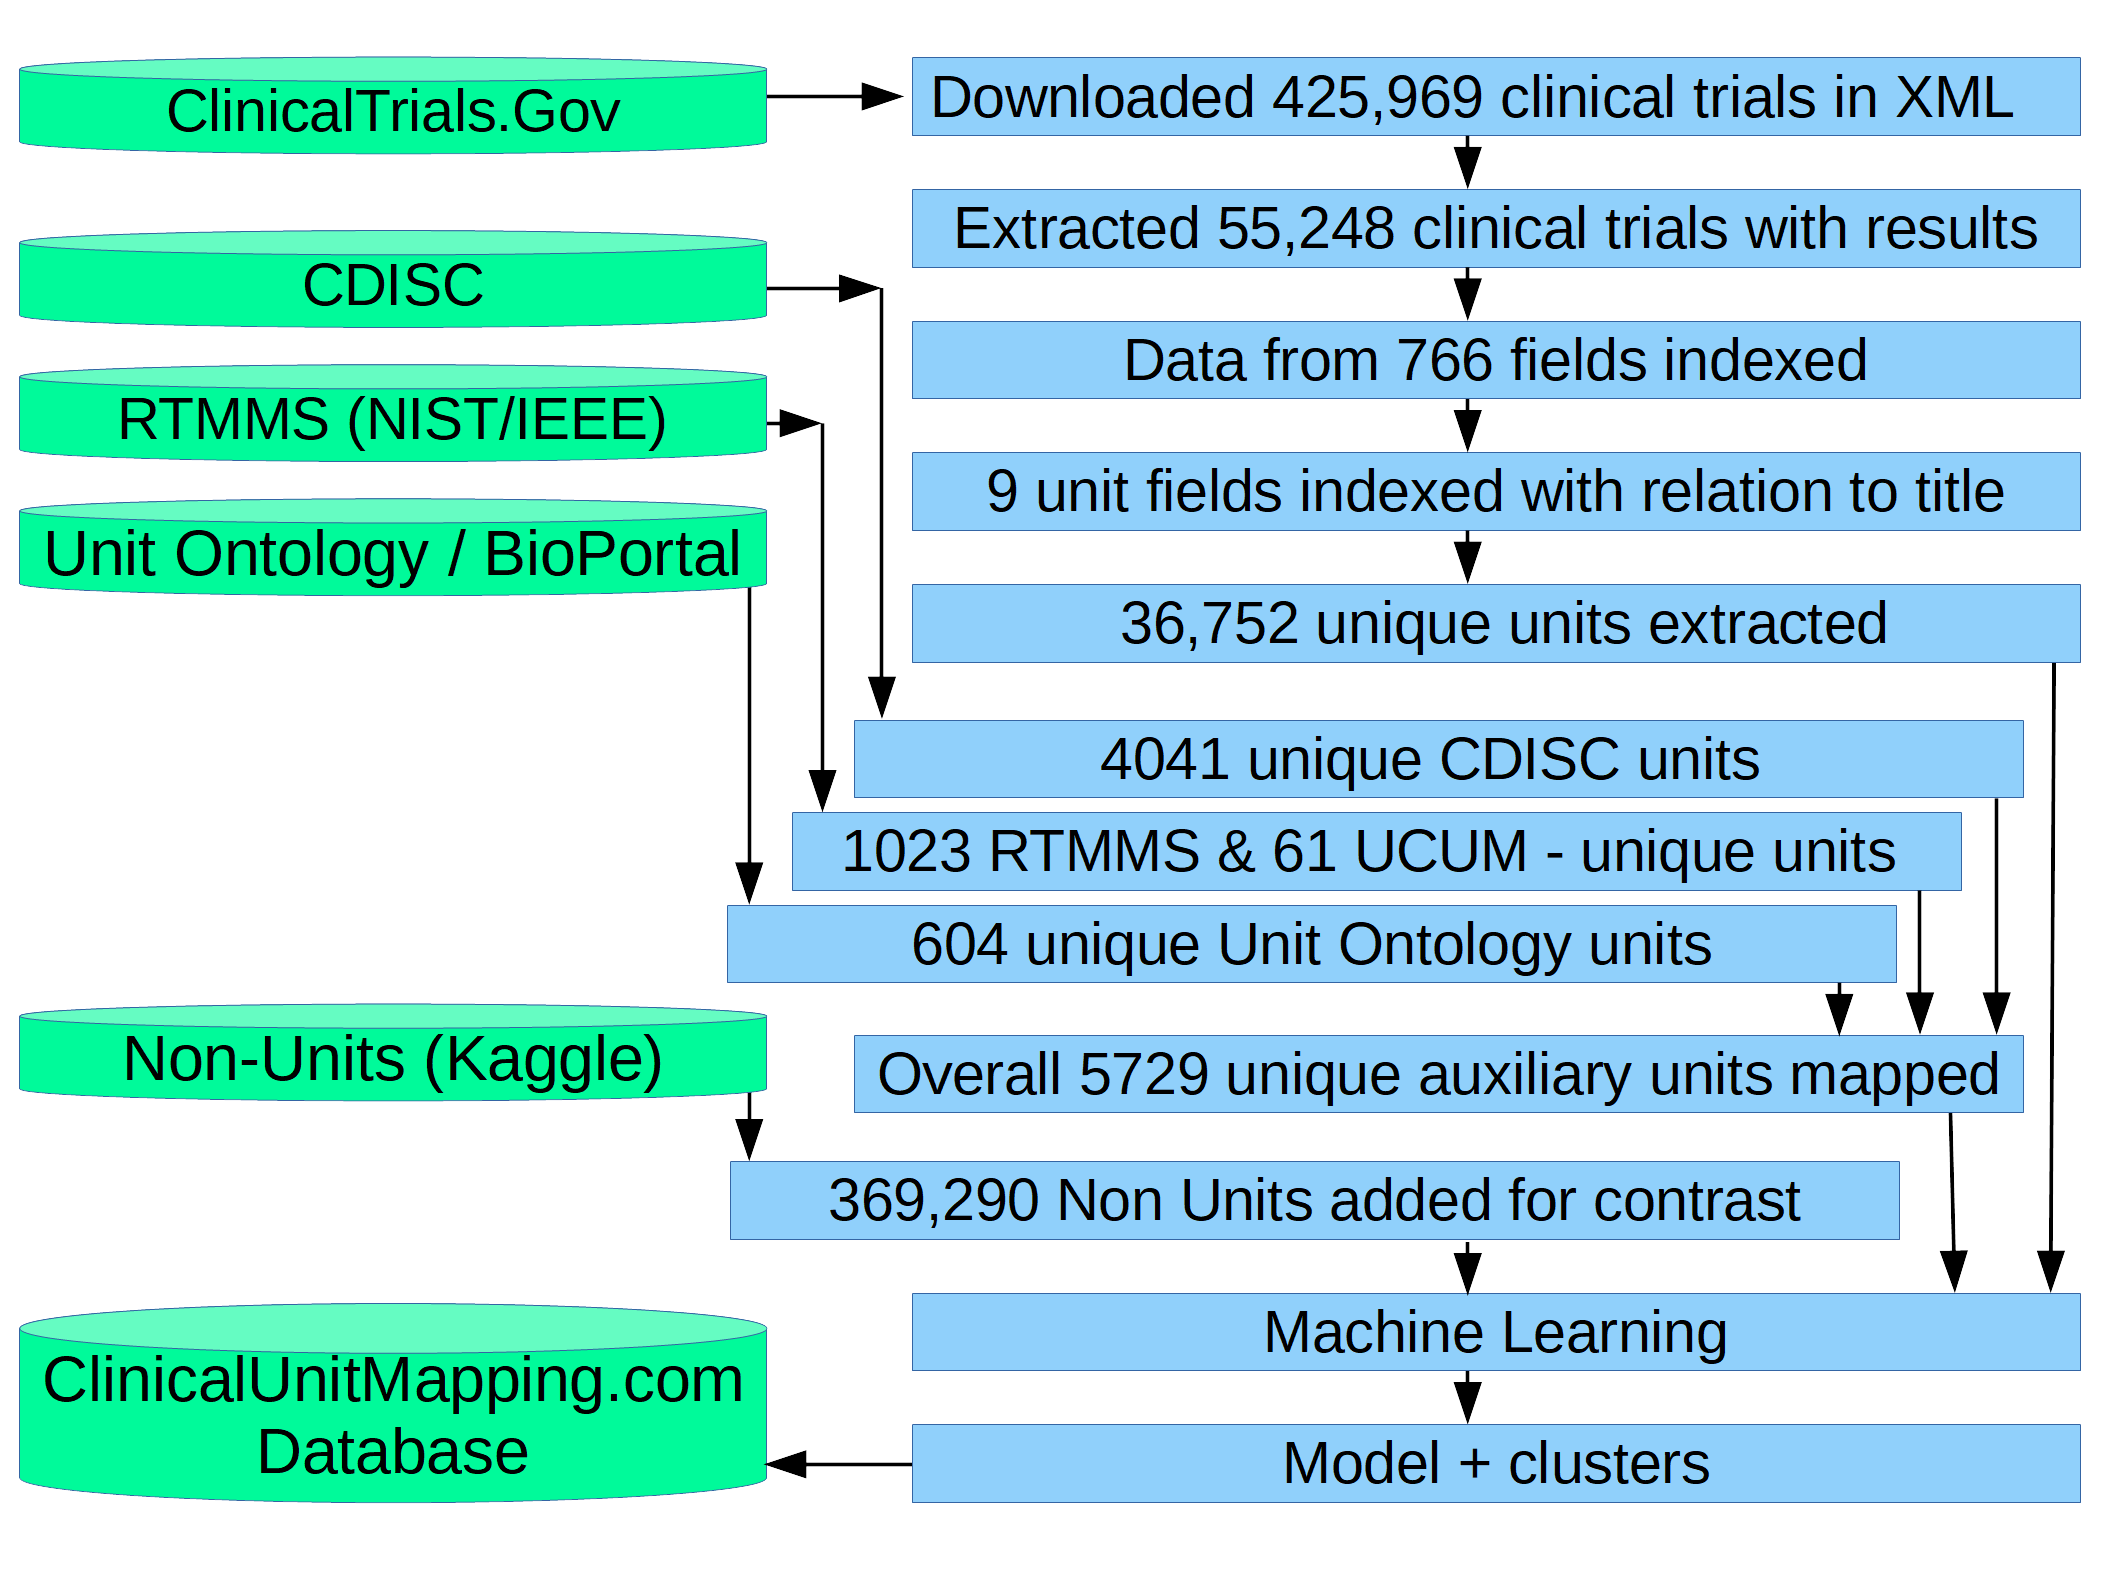 ClinicalTrials.Gov
Downloaded 425,969 clinical trials in XML
Extracted 55,248 clinical trials with results
CDISC
Data from 766 fields indexed
RTMMS (NIST/IEEE)
9 unit fields indexed with relation to title
Unit Ontology / BioPortal
36,752 unique units extracted
4041 unique CDISC units
1023 RTMMS & 61 UCUM - unique units
604 unique Unit Ontology units
Non-Units (Kaggle)
Overall 5729 unique auxiliary units mapped
369,290 Non Units added for contrast
Machine Learning
ClinicalUnitMapping.com
Database
Model + clusters